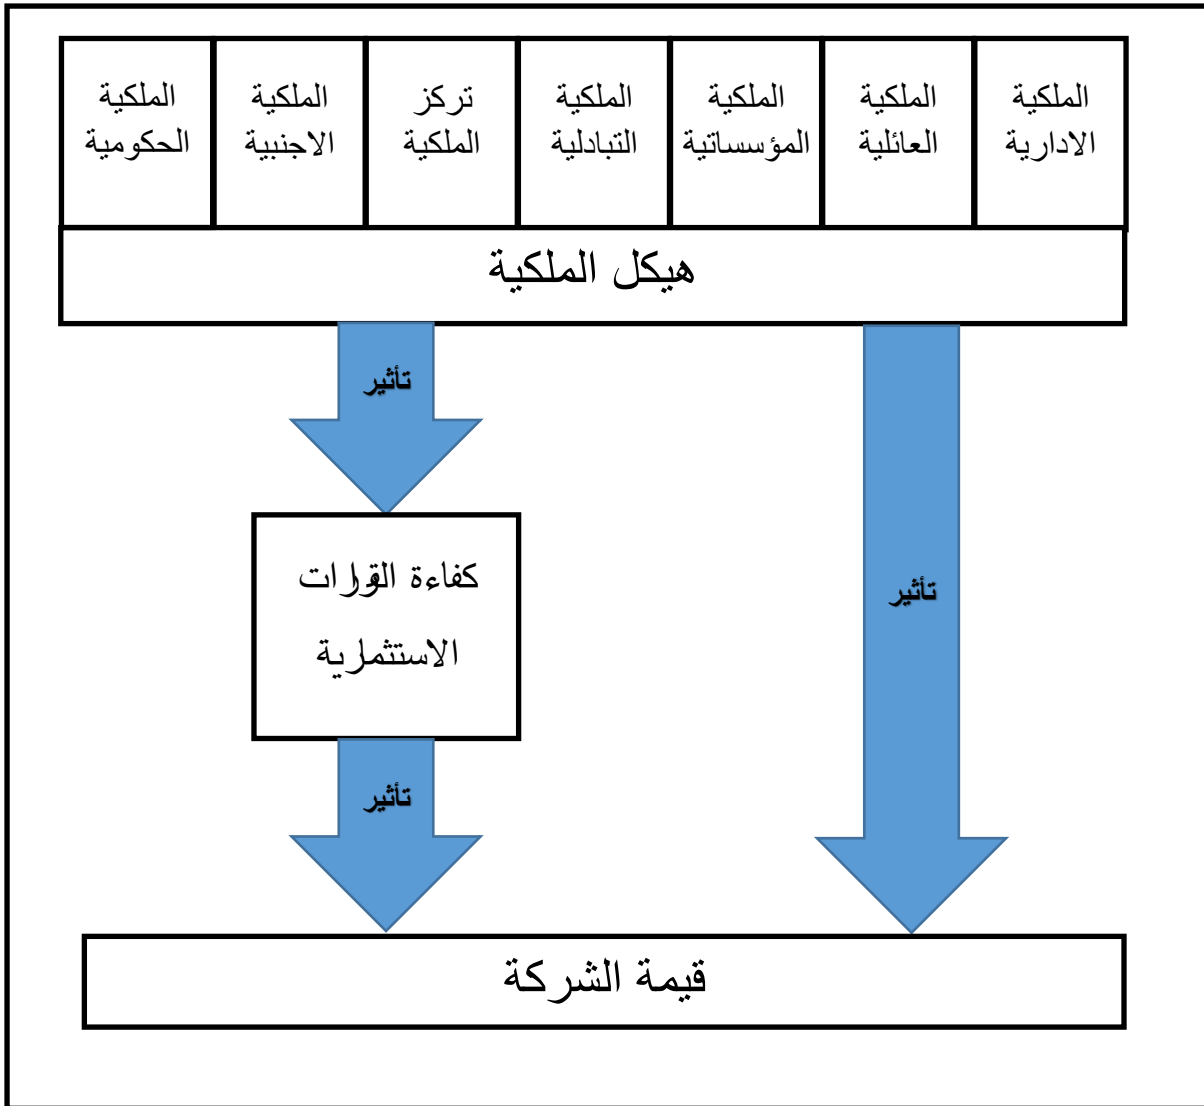 الملكية
الادارية
الملكية
العائلية
الملكية
المؤسساتية
الملكية
التبادلية
تركز
الملكية
الملكية
الاجنبية
الملكية
الحكومية
هيكل الملكية
تأثير
تأثير
كفاءة القرارات
الاستثمارية
تأثير
قيمة الشركة